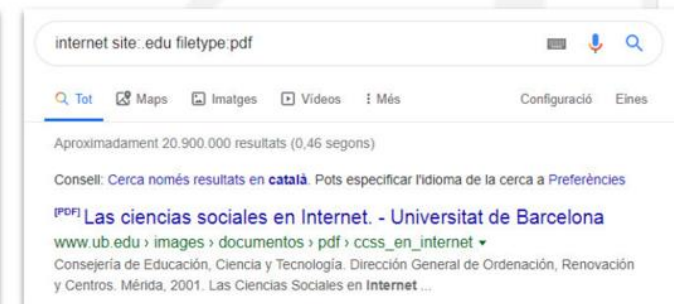 internet site:.edu filetype:pdf
Tot Maps Imatges Vídeos Més Configuració Eines
Aproximadament 20.900.000 resultats (0,46 segons)
Consell: Cerca només resultats en català. Pots especificar l'idioma de la cerca a Preferències
[PDF] Las ciencias sociales en Internet. - Universitat de Barcelona
www.ub.edu › images › documentos › pdf › ccss_en_internet
Consejería de Educación, Ciencia y Tecnología. Dirección General de Ordenación, Renovación
y Centros. Mérida, 2001. Las Ciencias Sociales en Internet ...